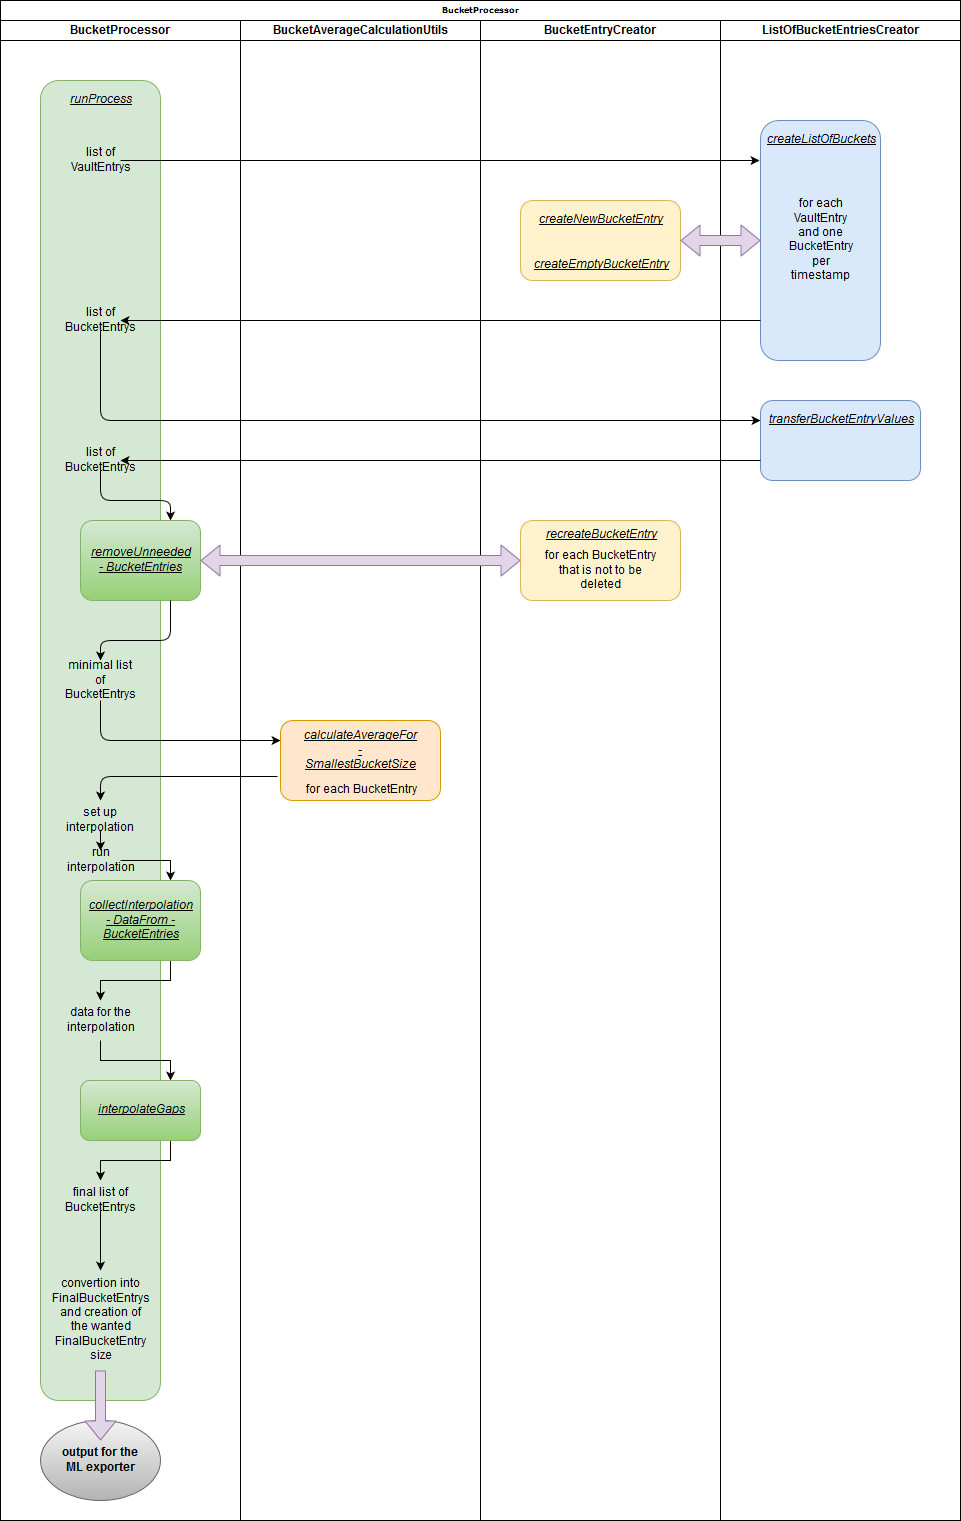 BucketProcessor
BucketProcessor
BucketAverageCalculationUtils
BucketEntryCreator
ListOfBucketEntriesCreator
runProcess
list of
VaultEntrys
createListOfBuckets
for each
VaultEntry
and one
BucketEntry
per
timestamp
createNewBucketEntry
createEmptyBucketEntry
list of
BucketEntrys
transferBucketEntryValues
list of
BucketEntrys
removeUnneeded
- BucketEntries
recreateBucketEntry
for each BucketEntry
that is not to be
deleted
minimal list
of
BucketEntrys
calculateAverageFor
-
SmallestBucketSize
for each BucketEntry
set up
interpolation
run
interpolation
collectInterpolation
- DataFrom -
BucketEntries
data for the
interpolation
interpolateGaps
final list of
BucketEntrys
convertion into
FinalBucketEntrys
and creation of
the wanted
FinalBucketEntry
size
output for the
ML exporter